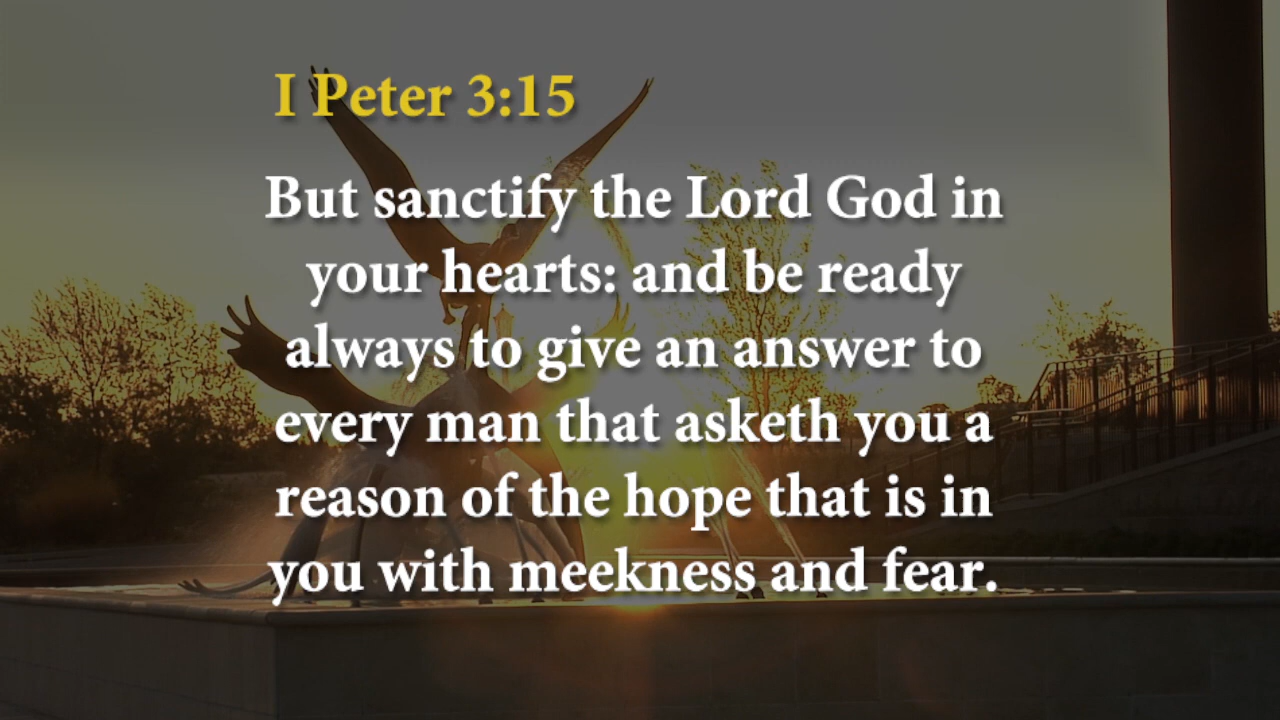 I Peter 3:15
But sanctify the Lord God in
your hearts: and be ready
always to give an answer to
every man that asketh you a
reason of the hope that is in
you with meekness and fear.